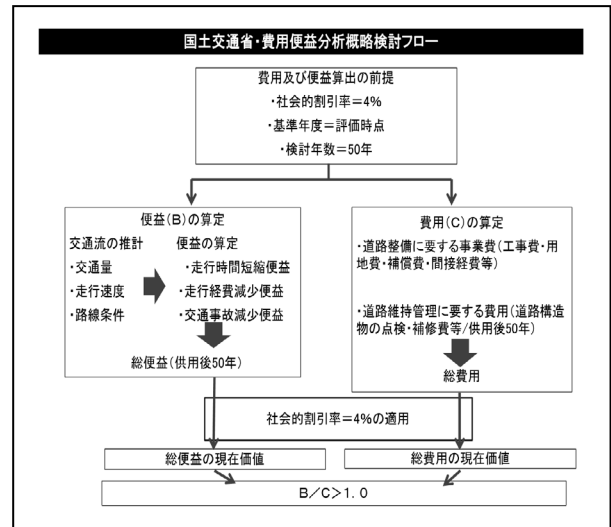 国土交通省・費用便益分析概略検討フロー
費用及び便益算出の前提
・社会的割引率＝4％
・基準年度＝評価時点
・検討年数＝50年
便益（B）の算定
交通流の推計
・交通量
・走行速度
・路線条件
便益の算定
・走行時間短縮便益
・走行経費減少便益
・交通事故減少便益
総便益（供用後50年）
費用（C）の算定
・道路整備に要する事業費（工事費・用
地費・補償費・間接経費等）
・道路維持管理に要する費用（道路構造
物の点検・補修費等/供用後50年）
総費用
社会的割引率＝4％の適用
総便益の現在価値
総費用の現在価値
B／C＞1.0